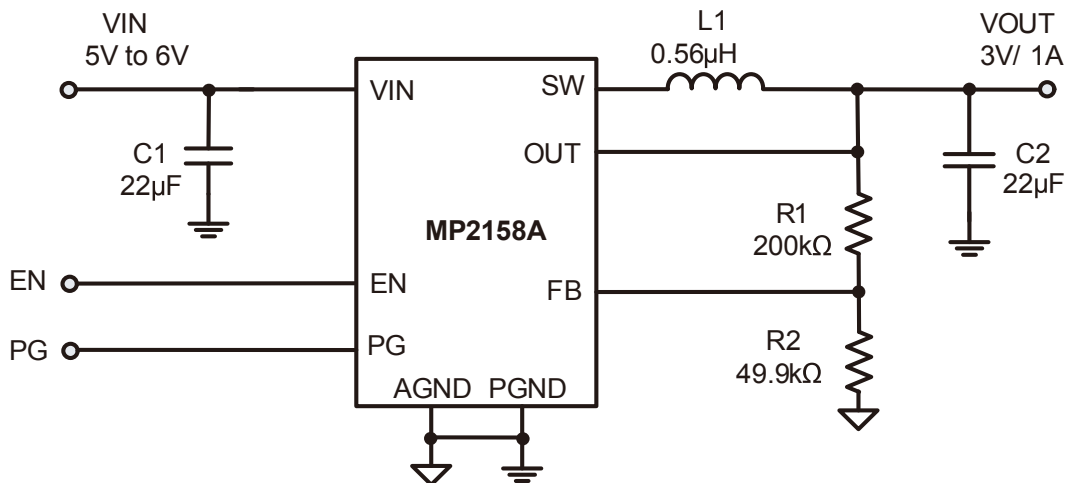 VIN
5V to 6V
L1
0.56µH
VOUT
3V/ 1A
VIN
SW
C1
22µF
OUT
C2
22µF
R1
200kΩ
MP2158A
EN
EN
FB
PG
PG
R2
49.9kΩ
AGND PGND